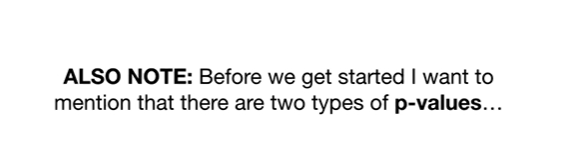 ALSO NOTE: Before we get started I want to
mention that there are two types of p-values…